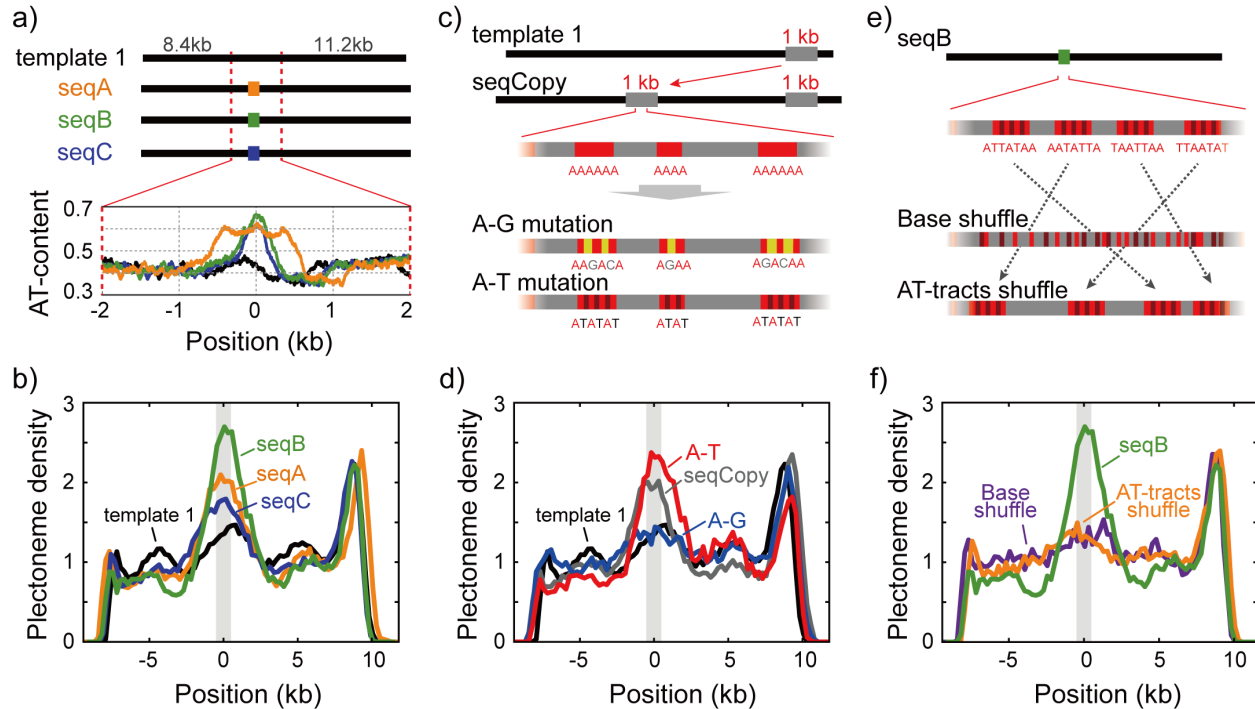 a)
8.4kb 11.2kb
template 1
seqA
seqB
seqC
AT-content
0.7
0.5
0.3
-2 -1 0 1 2
Position (kb)
b)
Plectoneme density
3
2
1
0
seqB
seqA
seqC
template 1
-5 0 5 10
Position (kb)
c)
template 1
1 kb
seqCopy
1 kb 1 kb
AAAAAA AAAA AAAAAA
A-G mutation
AAGACA AGAA AGACAA
A-T mutation
ATATAT ATAT ATATAT
d)
Plectoneme density
3
2
1
0
A-T
seqCopy
template 1
A-G
-5 0 5 10
Position (kb)
e)
seqB
ATTATAA AATATTA TAATTAA TTAATAT
Base shuffle
AT-tracts shuffle
f)
Plectoneme density
3
2
1
0
seqB
Base
shuffle
AT-tracts
shuffle
-5 0 5 10
Position (kb)